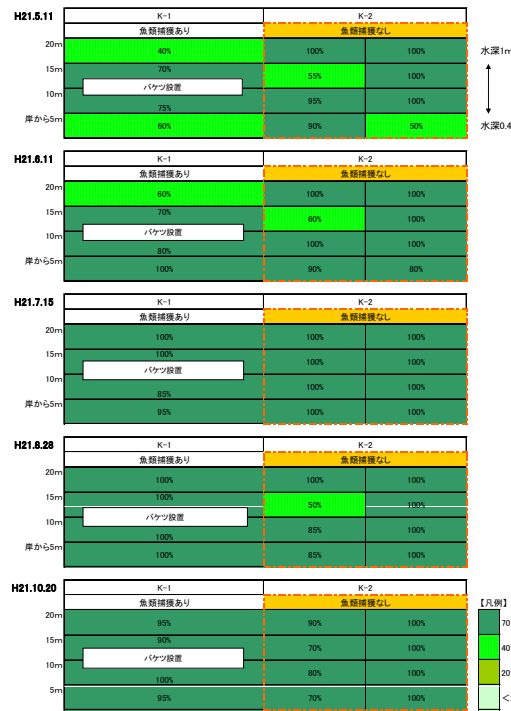 H21.5.11 K-1 K-2
魚類捕獲あり 魚類捕獲なし
20m 40% 100% 100% 水深1m
15m 70% 55% 100%
バケツ設置
10m 75% 95% 100%
岸から5m 60% 90% 50% 水深0.4
H21.6.11 K-1 K-2
魚類捕獲あり 魚類捕獲なし
20m 60% 100% 100%
15m 70% 60% 100%
バケツ設置
10m 80% 100% 100%
岸から5m 100% 90% 80%
H21.7.15 K-1 K-2
魚類捕獲あり 魚類捕獲なし
20m 100% 100% 100%
15m 100% 100% 100%
バケツ設置
10m 85% 100% 100%
岸から5m 95% 100% 100%
H21.8.28 K-1 K-2
魚類捕獲あり 魚類捕獲なし
20m 100% 100% 100%
15m 100% 50% 100%
バケツ設置
10m 100% 85% 100%
岸から5m 100% 85% 100%
H21.10.20 K-1 K-2
魚類捕獲あり 魚類捕獲なし 【凡例】
20m 95% 90% 100% 70
15m 90% 70% 100% 40
バケツ設置
10m 100% 80% 100% 20
5m 95% 70% 100% <